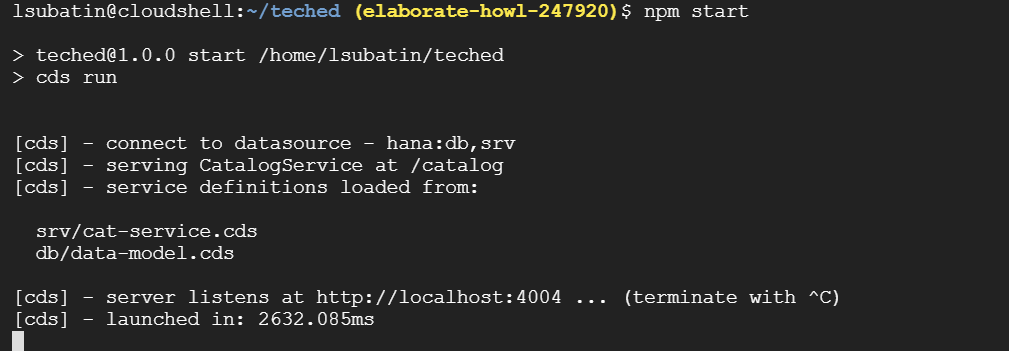 lsubatin@cloudshell:~/teched (elaborate-howl-247920)$ npm start
> teched@1.0.0 start /home/lsubatin/teched
> cds run
[cds] - connect to datasource - hana:db,srv
[cds] - serving CatalogService at /catalog
[cds] - service definitions loaded from:
srv/cat-service.cds
db/data-model.cds
[cds] - server listens at http://localhost:4004 ... (terminate with ^C)
[cds] - launched in: 2632.085ms